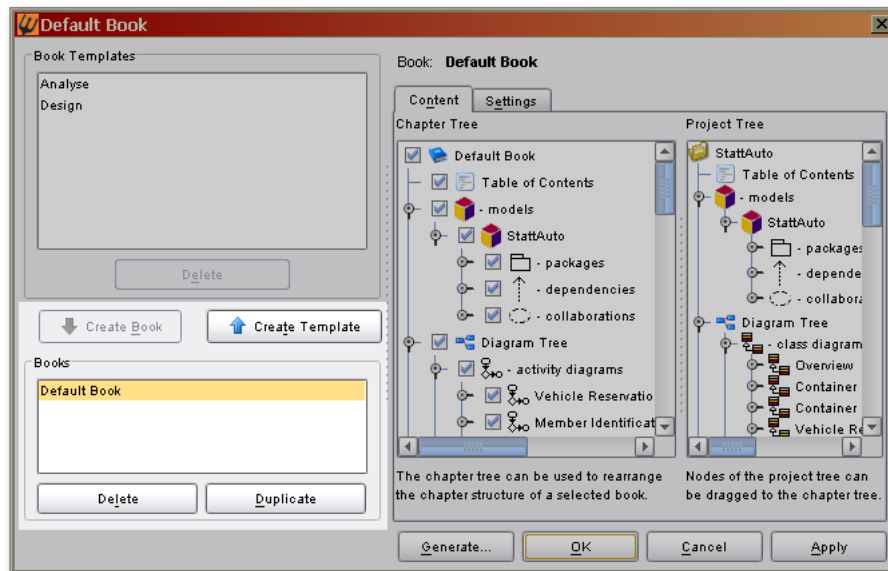 Default Book
Book Templates
Analyse
Design
Delete
Create Book
Create Template
Books
Default Book
Delete
Duplicate
Book: Default Book
Content
Settings
Chapter Tree
Default Book
Table of Contents
- models
StattAuto
- packages
- dependencies
- collaborations
Diagram Tree
- activity diagrams
Vehicle Reservatio
Member Identificat
The chapter tree can be used to rearrange
the chapter structure of a selected book.
Project Tree
StattAuto
Table of Contents
- models
StattAuto
- packages
- depende
- collabora
Diagram Tree
- class diagram
Overview
Container
Container
Vehicle Re
Nodes of the project tree can
be dragged to the chapter tree.
Generate...
OK
Cancel
Apply